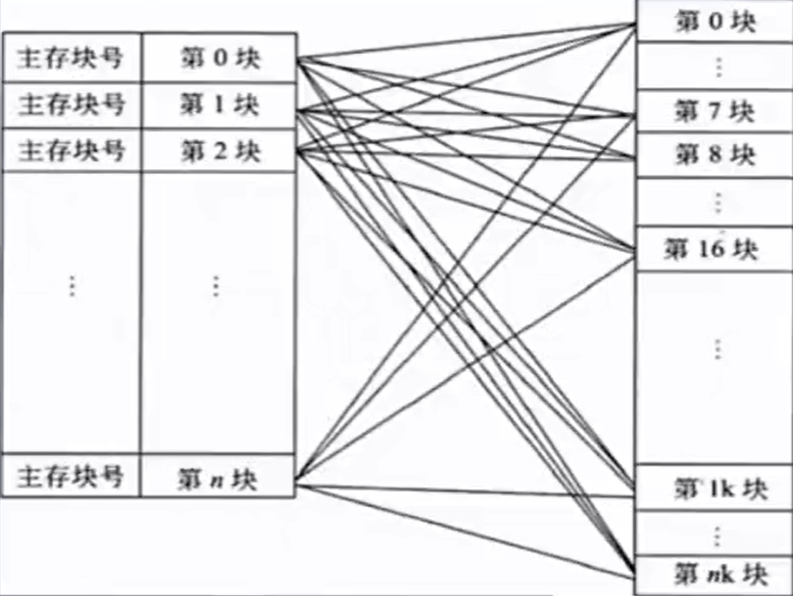 主存块号 第 0 块
主存块号 第 1 块
主存块号 第 2 块
⋮ ⋮
主存块号 第 n 块
第 0 块
⋮
第 7 块
第 8 块
⋮
第 16 块
⋮
第 1k 块
⋮
第 nk 块